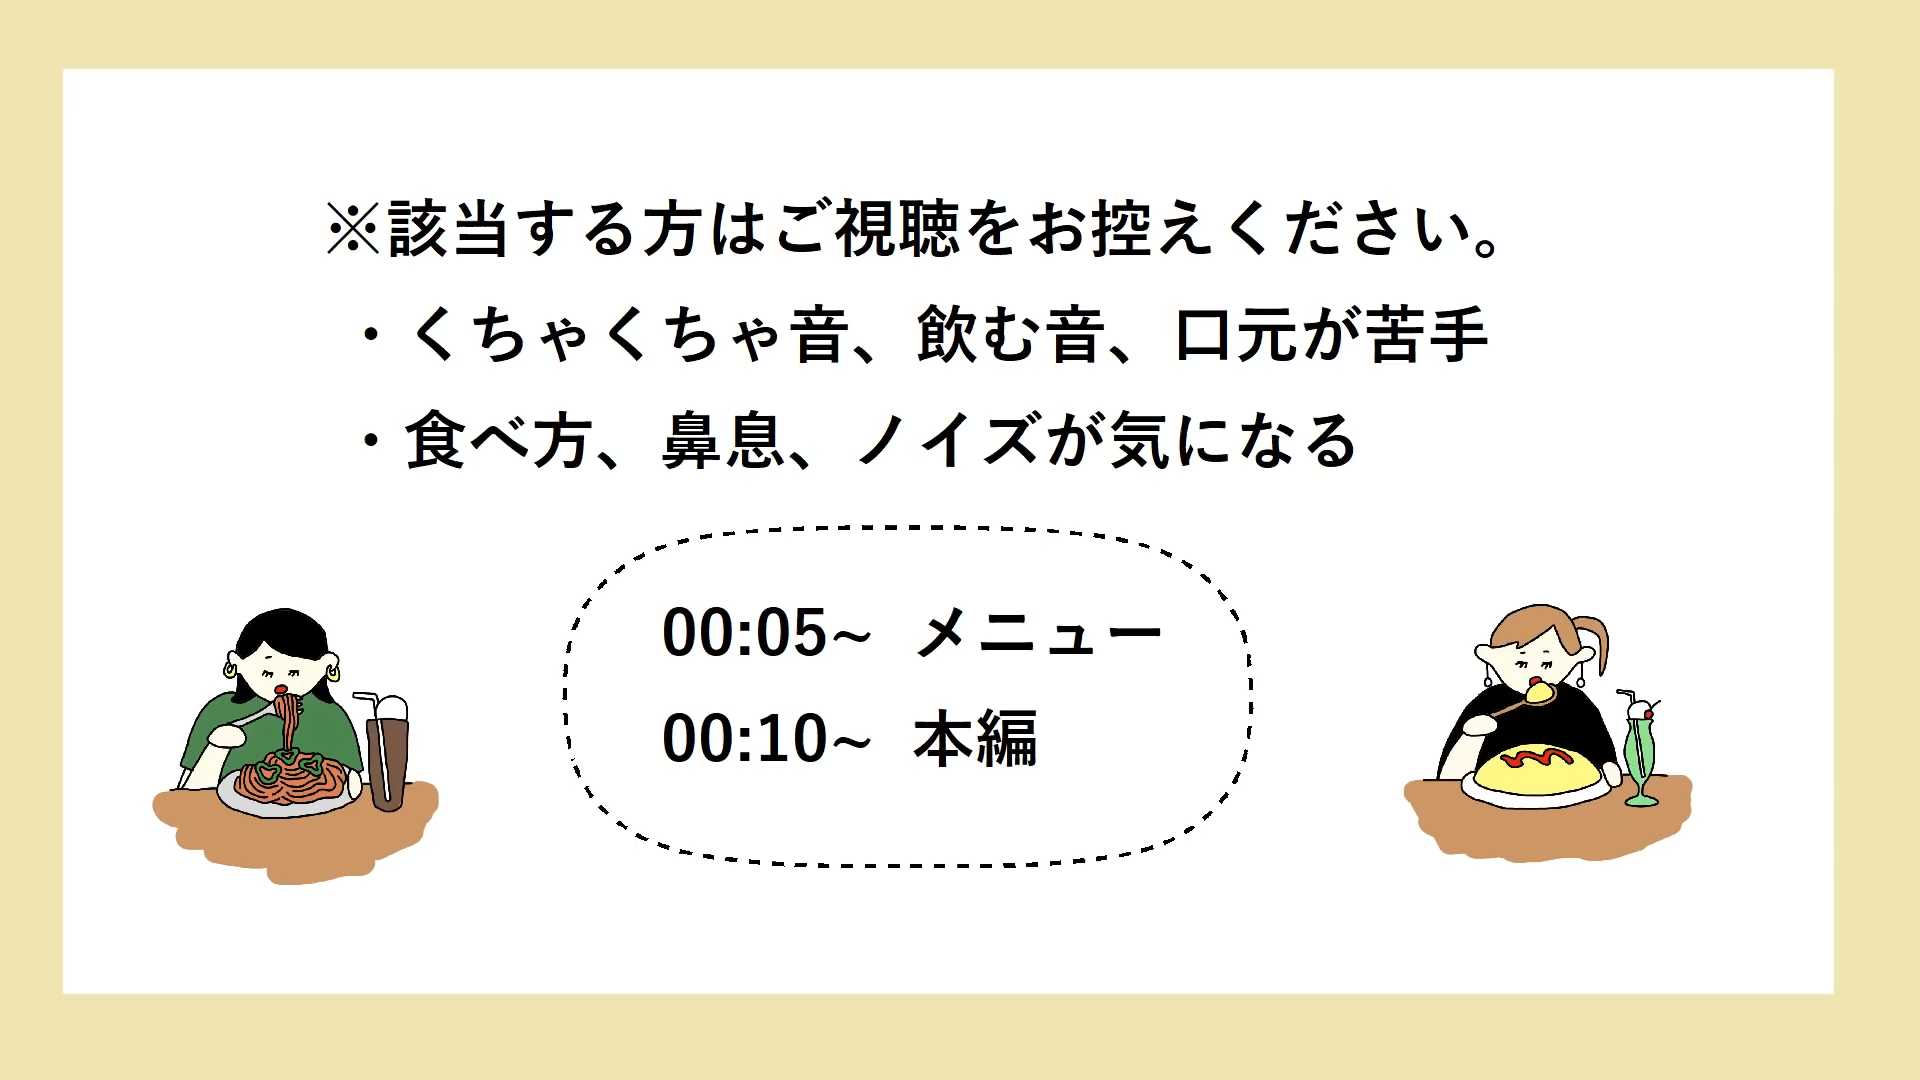 ※該当する方はご視聴をお控えください。
・くちゃくちゃ音、飲む音、口元が苦手
・食べ方、鼻息、ノイズが気になる
00:05~ メニュー
00:10~ 本編